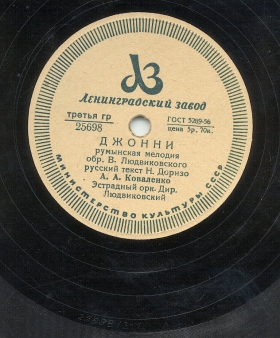 ЛЗ
Ленинградский завод
третья гр
25698
ГОСТ 5289-56
цена 5р, 70к.
ДЖОННИ
румынская мелодия
обр. В. Людвиковского
русский текст Н. Доризо
А. А. Коваленко
Эстрадный орк. Дир.
Людвиковский
МИНИСТЕРСТВО КУЛЬТУРЫ СССР